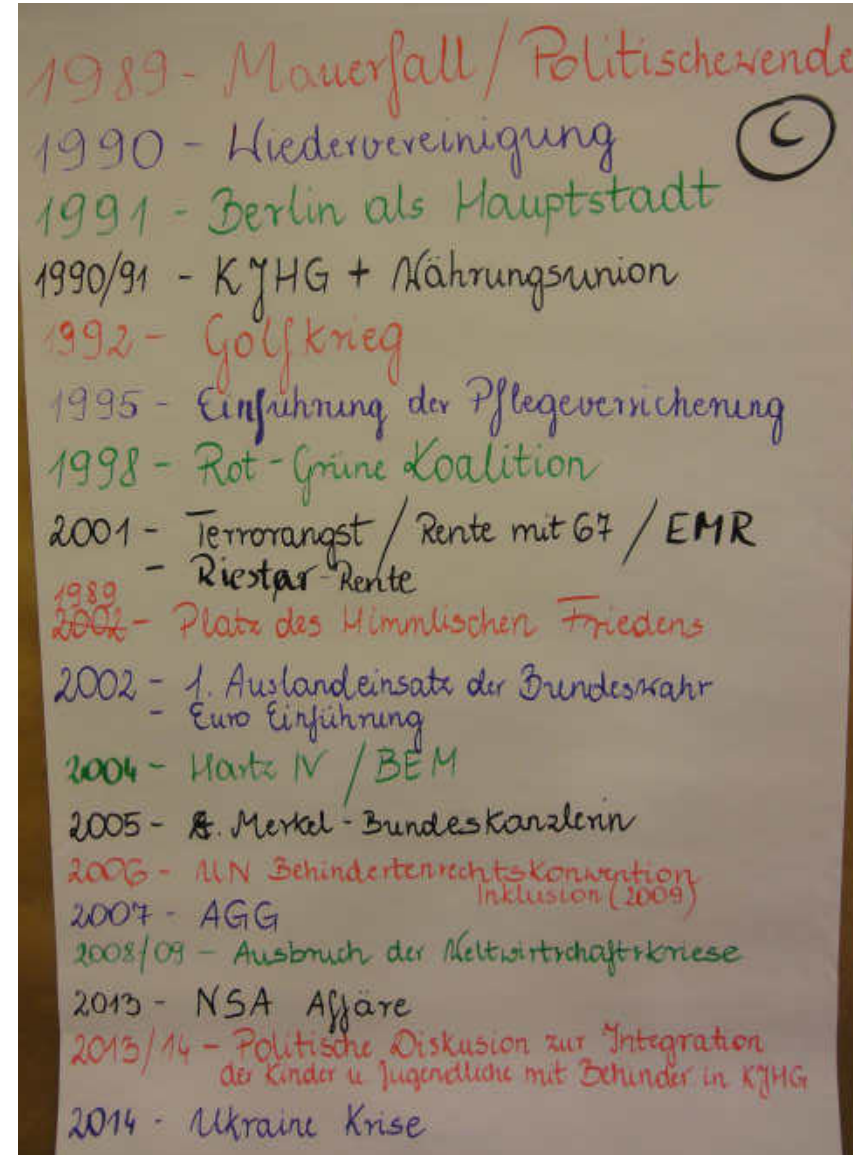 1989 - Mauerfall / Politischewende
C
1990 - Wiedervereinigung
1991 - Berlin als Hauptstadt
1990/91 - KJHG + Währungsunion
1992 - Golfkrieg
1995 - Einfuhrung der Pflegeversicherung
1998 - Rot-Grüne Koalition
2001 - Terrorangst / Rente mit 67 / EMR
- Riestar-Rente
1989
2002 - Platz des Himmlischen Friedens
2002 - 1. Auslandeinsatz der Bundeswahr
- Euro Einführung
2004 - Hartz IV / BEM
2005 - A. Merkel - Bundeskanzlerin
2006 - UN Behindertenrechtskonvention
Inklusion (2009)
2007 - AGG
2008/09 - Ausbruch der Weltwirtschaftskriese
2013 - NSA Affäre
2013/14 - Politische Diskusion zur Integration
der Kinder u Jugendliche mit Behinder in KJHG
2014 - Ukraine Krise